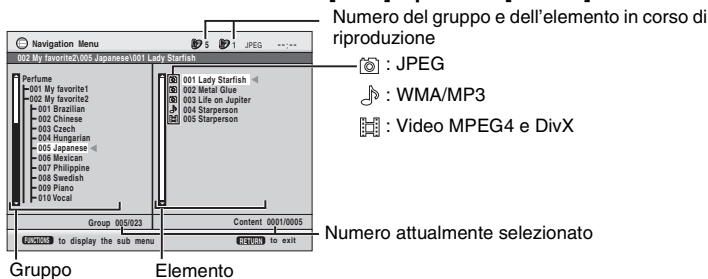 Numero del gruppo e dell'elemento in corso di
riproduzione
Navigation Menu 5 1 JPEG --:--
002 My favorite2\005 Japanese\001 Lady Starfish
Perfume
001 My favorite1
002 My favorite2
001 Brazilian
002 Chinese
003 Czech
004 Hungarian
005 Japanese
006 Mexican
007 Philippine
008 Swedish
009 Piano
010 Vocal
001 Lady Starfish
002 Metal Glue
003 Life on Jupiter
004 Starperson
005 Starperson
Group 005/023
Content 0001/0005
FUNCTIONS to display the sub menu
RETURN to exit
: JPEG
: WMA/MP3
: Video MPEG4 e DivX
Numero attualmente selezionato
Gruppo
Elemento